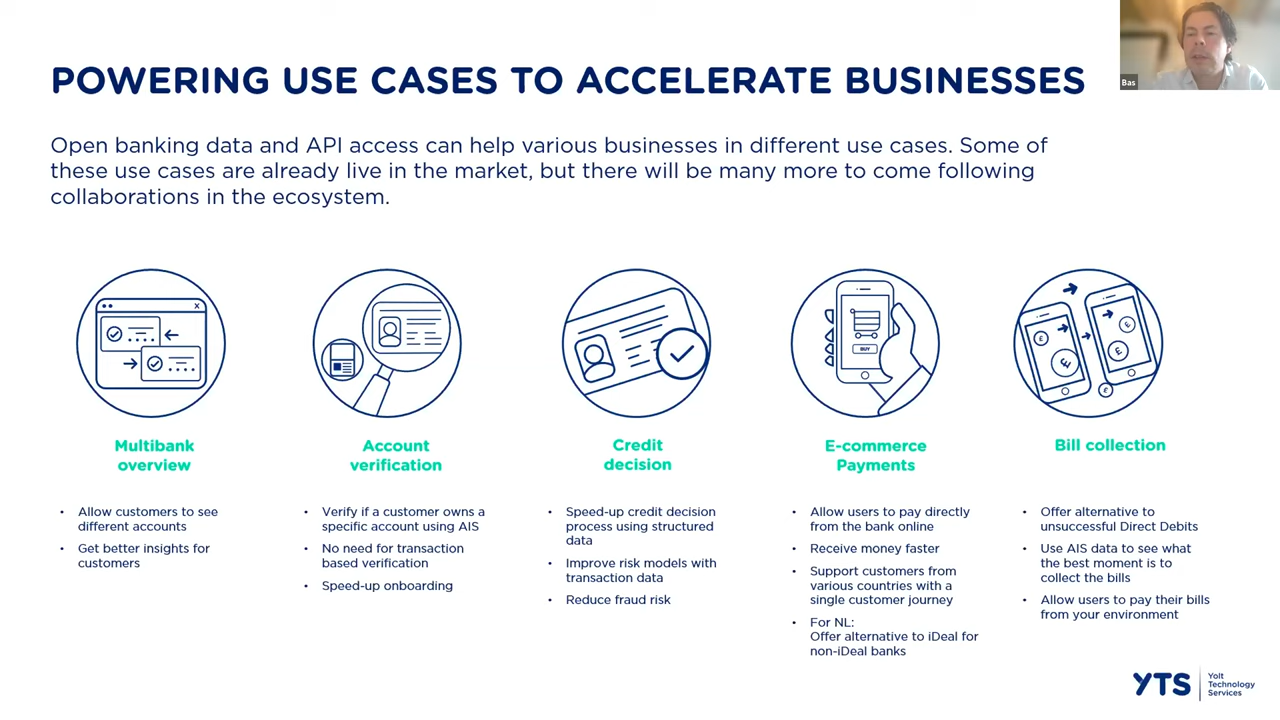 POWERING USE CASES TO ACCELERATE BUSINESSES
Bas
Open banking data and API access can help various businesses in different use cases. Some of
these use cases are already live in the market, but there will be many more to come following
collaborations in the ecosystem.
X
BUY
£
£
£
£
£
Multibank
overview
• Allow customers to see
different accounts
• Get better insights for
customers
Account
verification
• Verify if a customer owns a
specific account using AIS
• No need for transaction
based verification
• Speed-up onboarding
Credit
decision
• Speed-up credit decision
process using structured
data
• Improve risk models with
transaction data
• Reduce fraud risk
E-commerce
Payments
• Allow users to pay directly
from the bank online
• Receive money faster
• Support customers from
various countries with a
single customer journey
• For NL:
Offer alternative to iDeal for
non-iDeal banks
Bill collection
• Offer alternative to
unsuccessful Direct Debits
• Use AIS data to see what
the best moment is to
collect the bills
• Allow users to pay their bills
from your environment
YTS
Yolt
Technology
Services